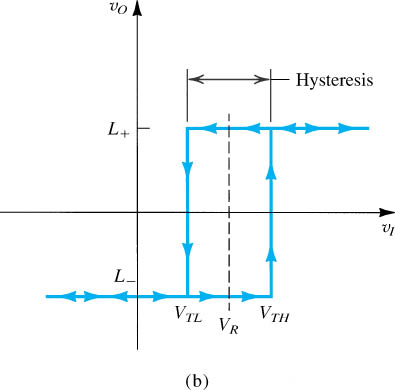 v_O
Hysteresis
L_+
v_I
L_−
V_TL
V_R
V_TH
(b)